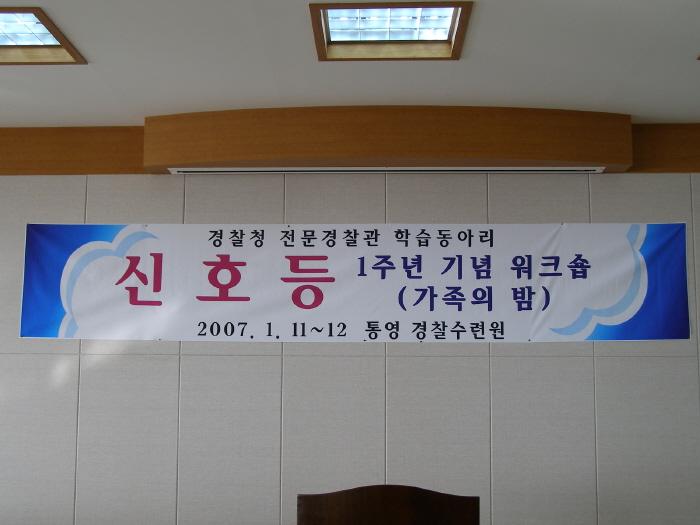 경찰청 전문경찰관 학습동아리
신호등 1주년 기념 워크숍
(가족의 밤)
2007. 1. 11~12 통영 경찰수련원